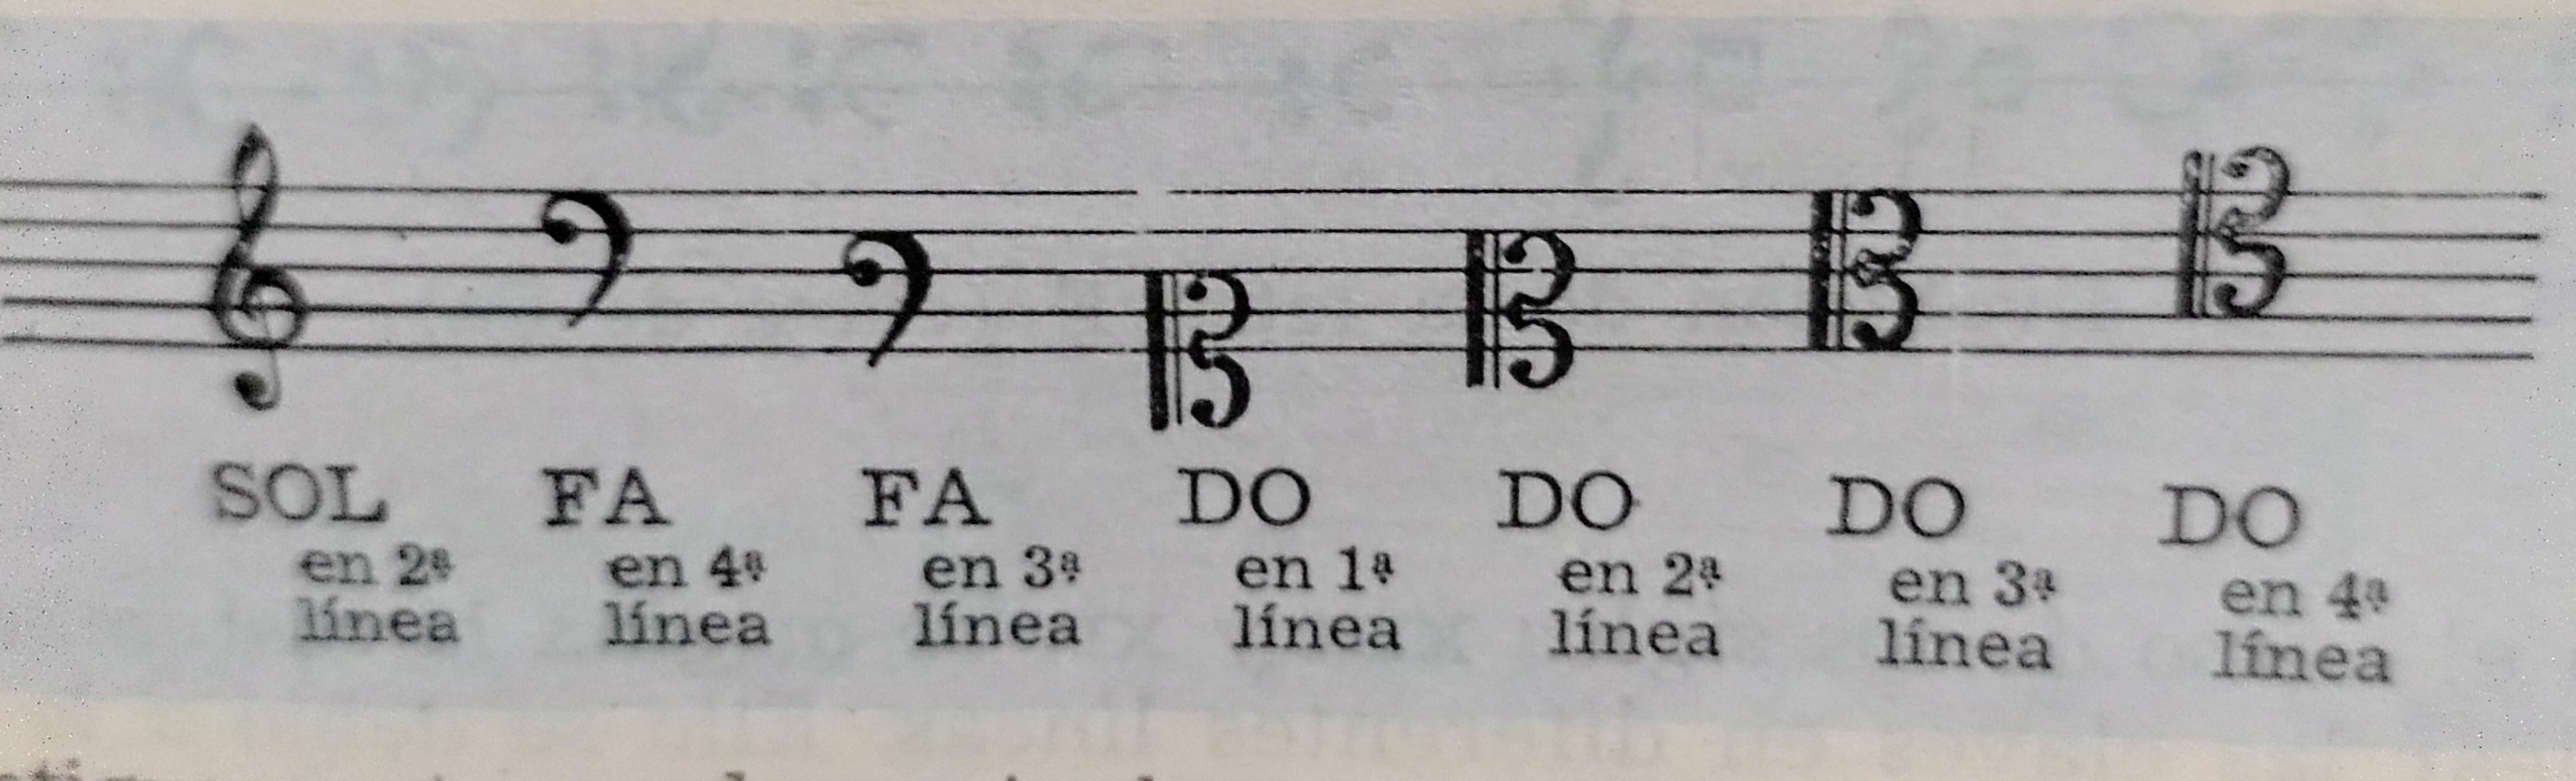 SOL FA FA DO DO DO DO
en 2ª en 4ª en 3ª en 1ª en 2ª en 3ª en 4ª
línea línea línea línea línea línea línea